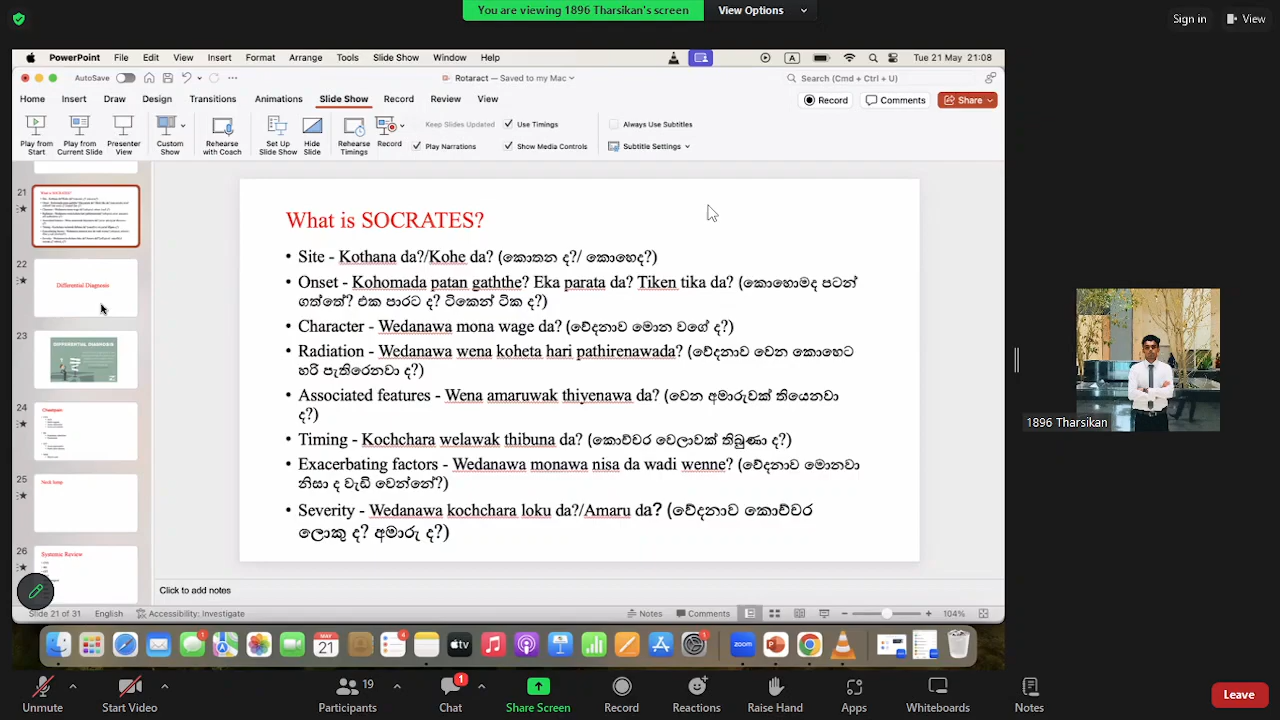 You are viewing 1896 Tharsikan's screen
View Options
Sign in
View
PowerPoint File Edit View Insert Format Arrange Tools Slide Show Window Help
Tue 21 May 21:08
AutoSave
Rotaract — Saved to my Mac
Search (Cmd + Ctrl + U)
Home Insert Draw Design Transitions Animations Slide Show Record Review View
Record Comments Share
Play from Start
Play from Current Slide
Presenter View
Custom Show
Rehearse with Coach
Set Up Slide Show
Hide Slide
Rehearse Timings
Record
Keep Slides Updated
Use Timings
Play Narrations
Show Media Controls
Always Use Subtitles
Subtitle Settings
21
What is SOCRATES?
22
Differential Diagnosis
23
DIFFERENTIAL DIAGNOSIS
24
25
Neck lump
26
Systemic Review
What is SOCRATES?
• Site - Kothana da?/Kohe da? (කොතන ද?/ කොහෙද?)
• Onset - Kohomada patan gaththe? Eka parata da? Tiken tika da? (කොහොමද පටන්
ගත්තේ? එක පාරට ද? ටිකෙන් ටික ද?)
• Character - Wedanawa mona wage da? (වේදනාව මොන වගේ ද?)
• Radiation - Wedanawa wena koheta hari pathirenawada? (වේදනාව වෙන කොහෙට
හරි පැතිරෙනවා ද?)
• Associated features - Wena amaruwak thiyenawa da? (වෙන අමාරුවක් තියෙනවා
ද?)
• Timing - Kochchara welawak thibuna da? (කොච්චර වෙලාවක් තිබුණා ද?)
• Exacerbating factors - Wedanawa monawa nisa da wadi wenne? (වේදනාව මොනවා
නිසා ද වැඩි වෙන්නේ?)
• Severity - Wedanawa kochchara loku da?/Amaru da? (වේදනාව කොච්චර
ලොකු ද? අමාරු ද?)
1896 Tharsikan
Click to add notes
Slide 21 of 31 English Accessibility: Investigate
Notes Comments 104%
Unmute Start Video Participants 19 Chat 1 Share Screen Record Reactions Raise Hand Apps Whiteboards Notes Leave